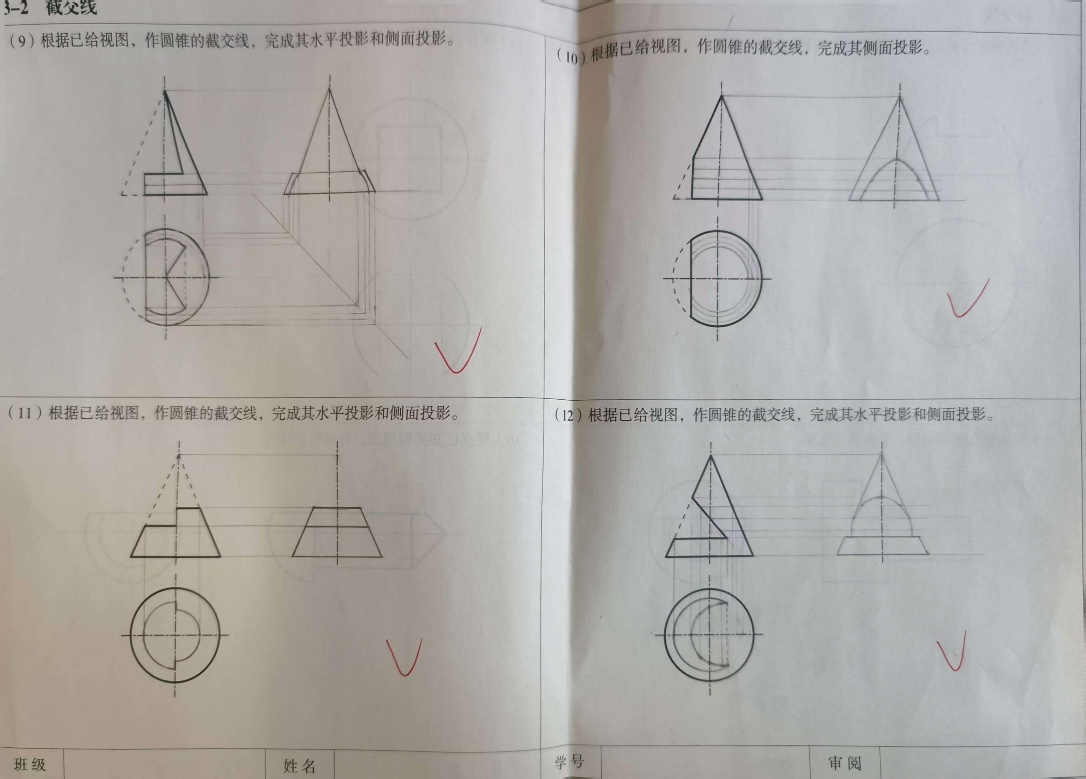 3-2 截交线
(9)根据已给视图，作圆锥的截交线，完成其水平投影和侧面投影。
(10)根据已给视图，作圆锥的截交线，完成其侧面投影。
(11)根据已给视图，作圆锥的截交线，完成其水平投影和侧面投影。
(12)根据已给视图，作圆锥的截交线，完成其水平投影和侧面投影。
班级 姓名 学号 审阅